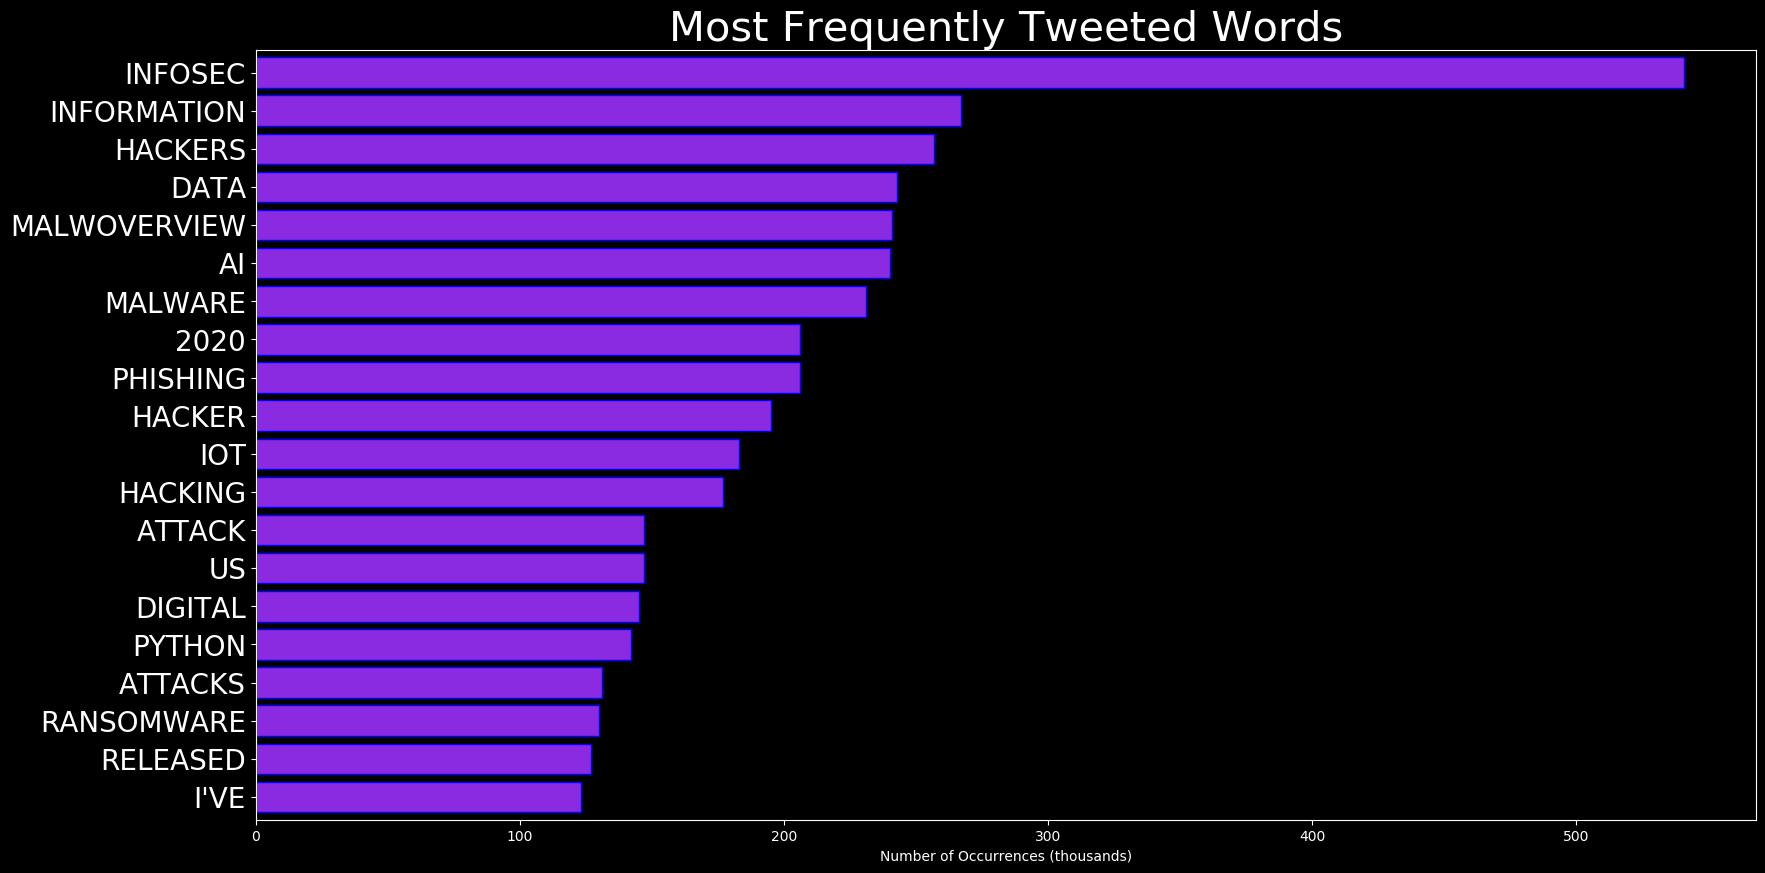 Most Frequently Tweeted Words
INFOSEC
INFORMATION
HACKERS
DATA
MALWOVERVIEW
AI
MALWARE
2020
PHISHING
HACKER
IOT
HACKING
ATTACK
US
DIGITAL
PYTHON
ATTACKS
RANSOMWARE
RELEASED
I'VE
0 100 200 300 400 500
Number of Occurrences (thousands)